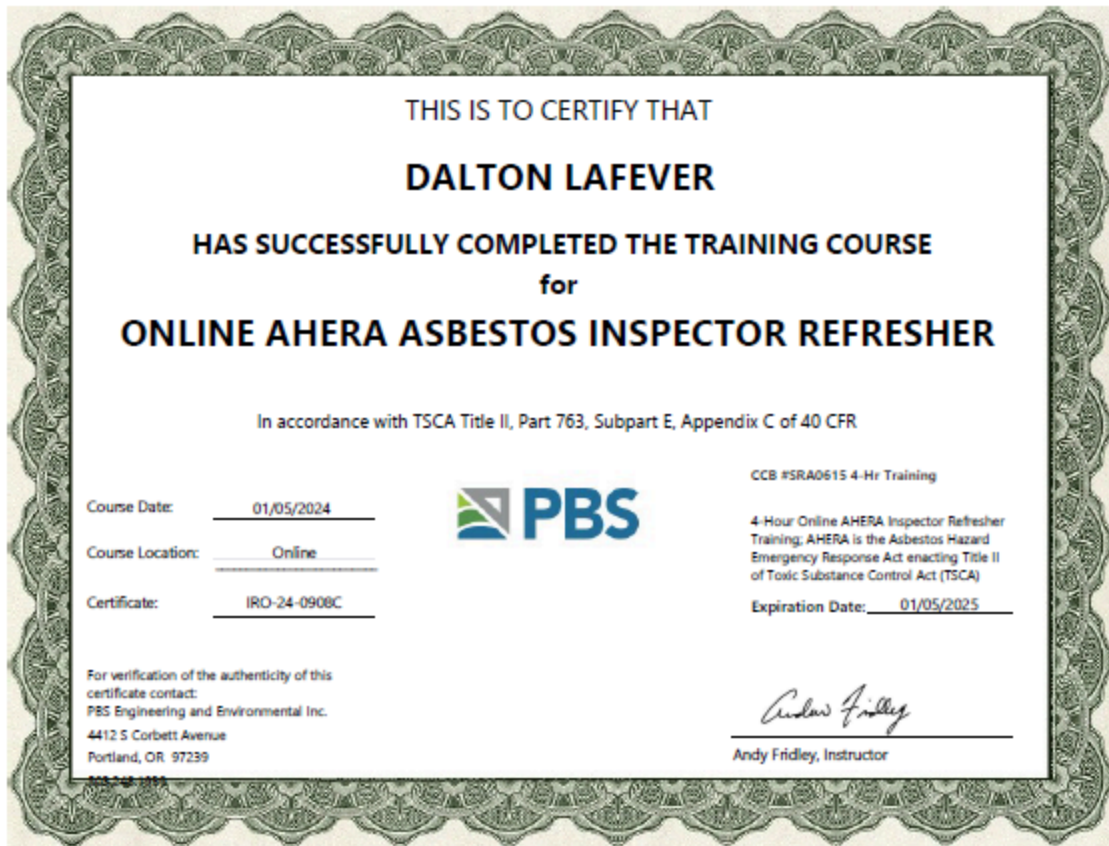 THIS IS TO CERTIFY THAT
DALTON LAFEVER
HAS SUCCESSFULLY COMPLETED THE TRAINING COURSE
for
ONLINE AHERA ASBESTOS INSPECTOR REFRESHER
In accordance with TSCA Title II, Part 763, Subpart E, Appendix C of 40 CFR
Course Date: 01/05/2024
Course Location: Online
Certificate: IRO-24-0908C
PBS
CCB #SRA0615 4-Hr Training
4-Hour Online AHERA Inspector Refresher
Training; AHERA is the Asbestos Hazard
Emergency Response Act enacting Title II
of Toxic Substance Control Act (TSCA)
Expiration Date: 01/05/2025
For verification of the authenticity of this
certificate contact:
PBS Engineering and Environmental Inc.
4412 S Corbett Avenue
Portland, OR 97239
Andy Fridley, Instructor